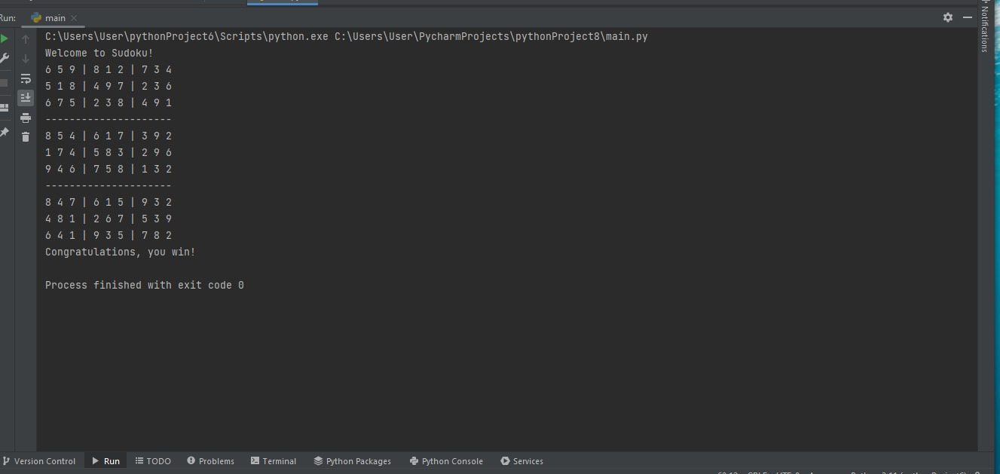 Run:
main
C:\Users\User\pythonProject6\Scripts\python.exe C:\Users\User\PycharmProjects\pythonProject8\main.py
Welcome to Sudoku!
6 5 9 | 8 1 2 | 7 3 4
5 1 8 | 4 9 7 | 2 3 6
6 7 5 | 2 3 8 | 4 9 1
---------------------
8 5 4 | 6 1 7 | 3 9 2
1 7 4 | 5 8 3 | 2 9 6
9 4 6 | 7 5 8 | 1 3 2
---------------------
8 4 7 | 6 1 5 | 9 3 2
4 8 1 | 2 6 7 | 5 3 9
6 4 1 | 9 3 5 | 7 8 2
Congratulations, you win!
Process finished with exit code 0
Notifications
Version Control Run TODO Problems Terminal Python Packages Python Console Services